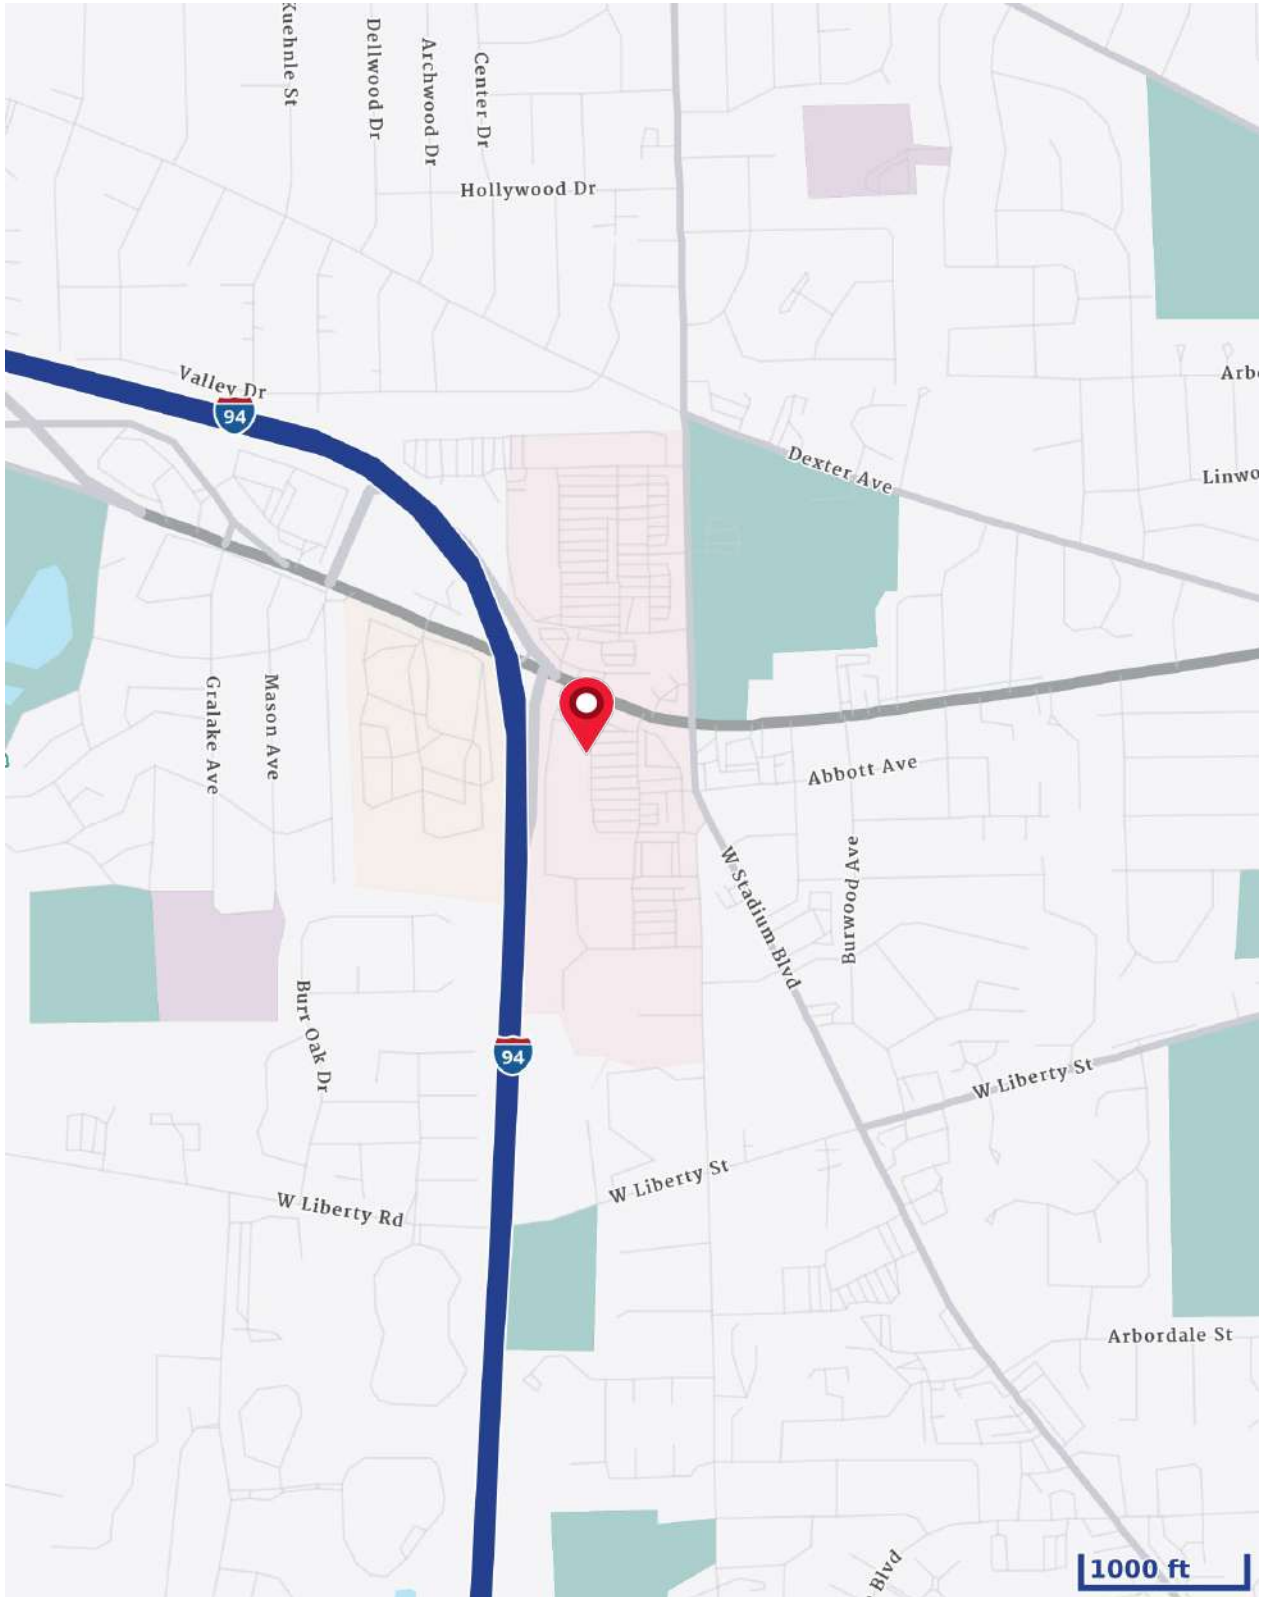 Kuehnle St
Dellwood Dr
Archwood Dr
Center Dr
Hollywood Dr
Valley Dr
94
Arb
Dexter Ave
Linwo
Gralake Ave
Mason Ave
Abbott Ave
W Stadium Blvd
Burwood Ave
Burr Oak Dr
94
W Liberty St
W Liberty St
W Liberty Rd
Arbordale St
Blvd
1000 ft